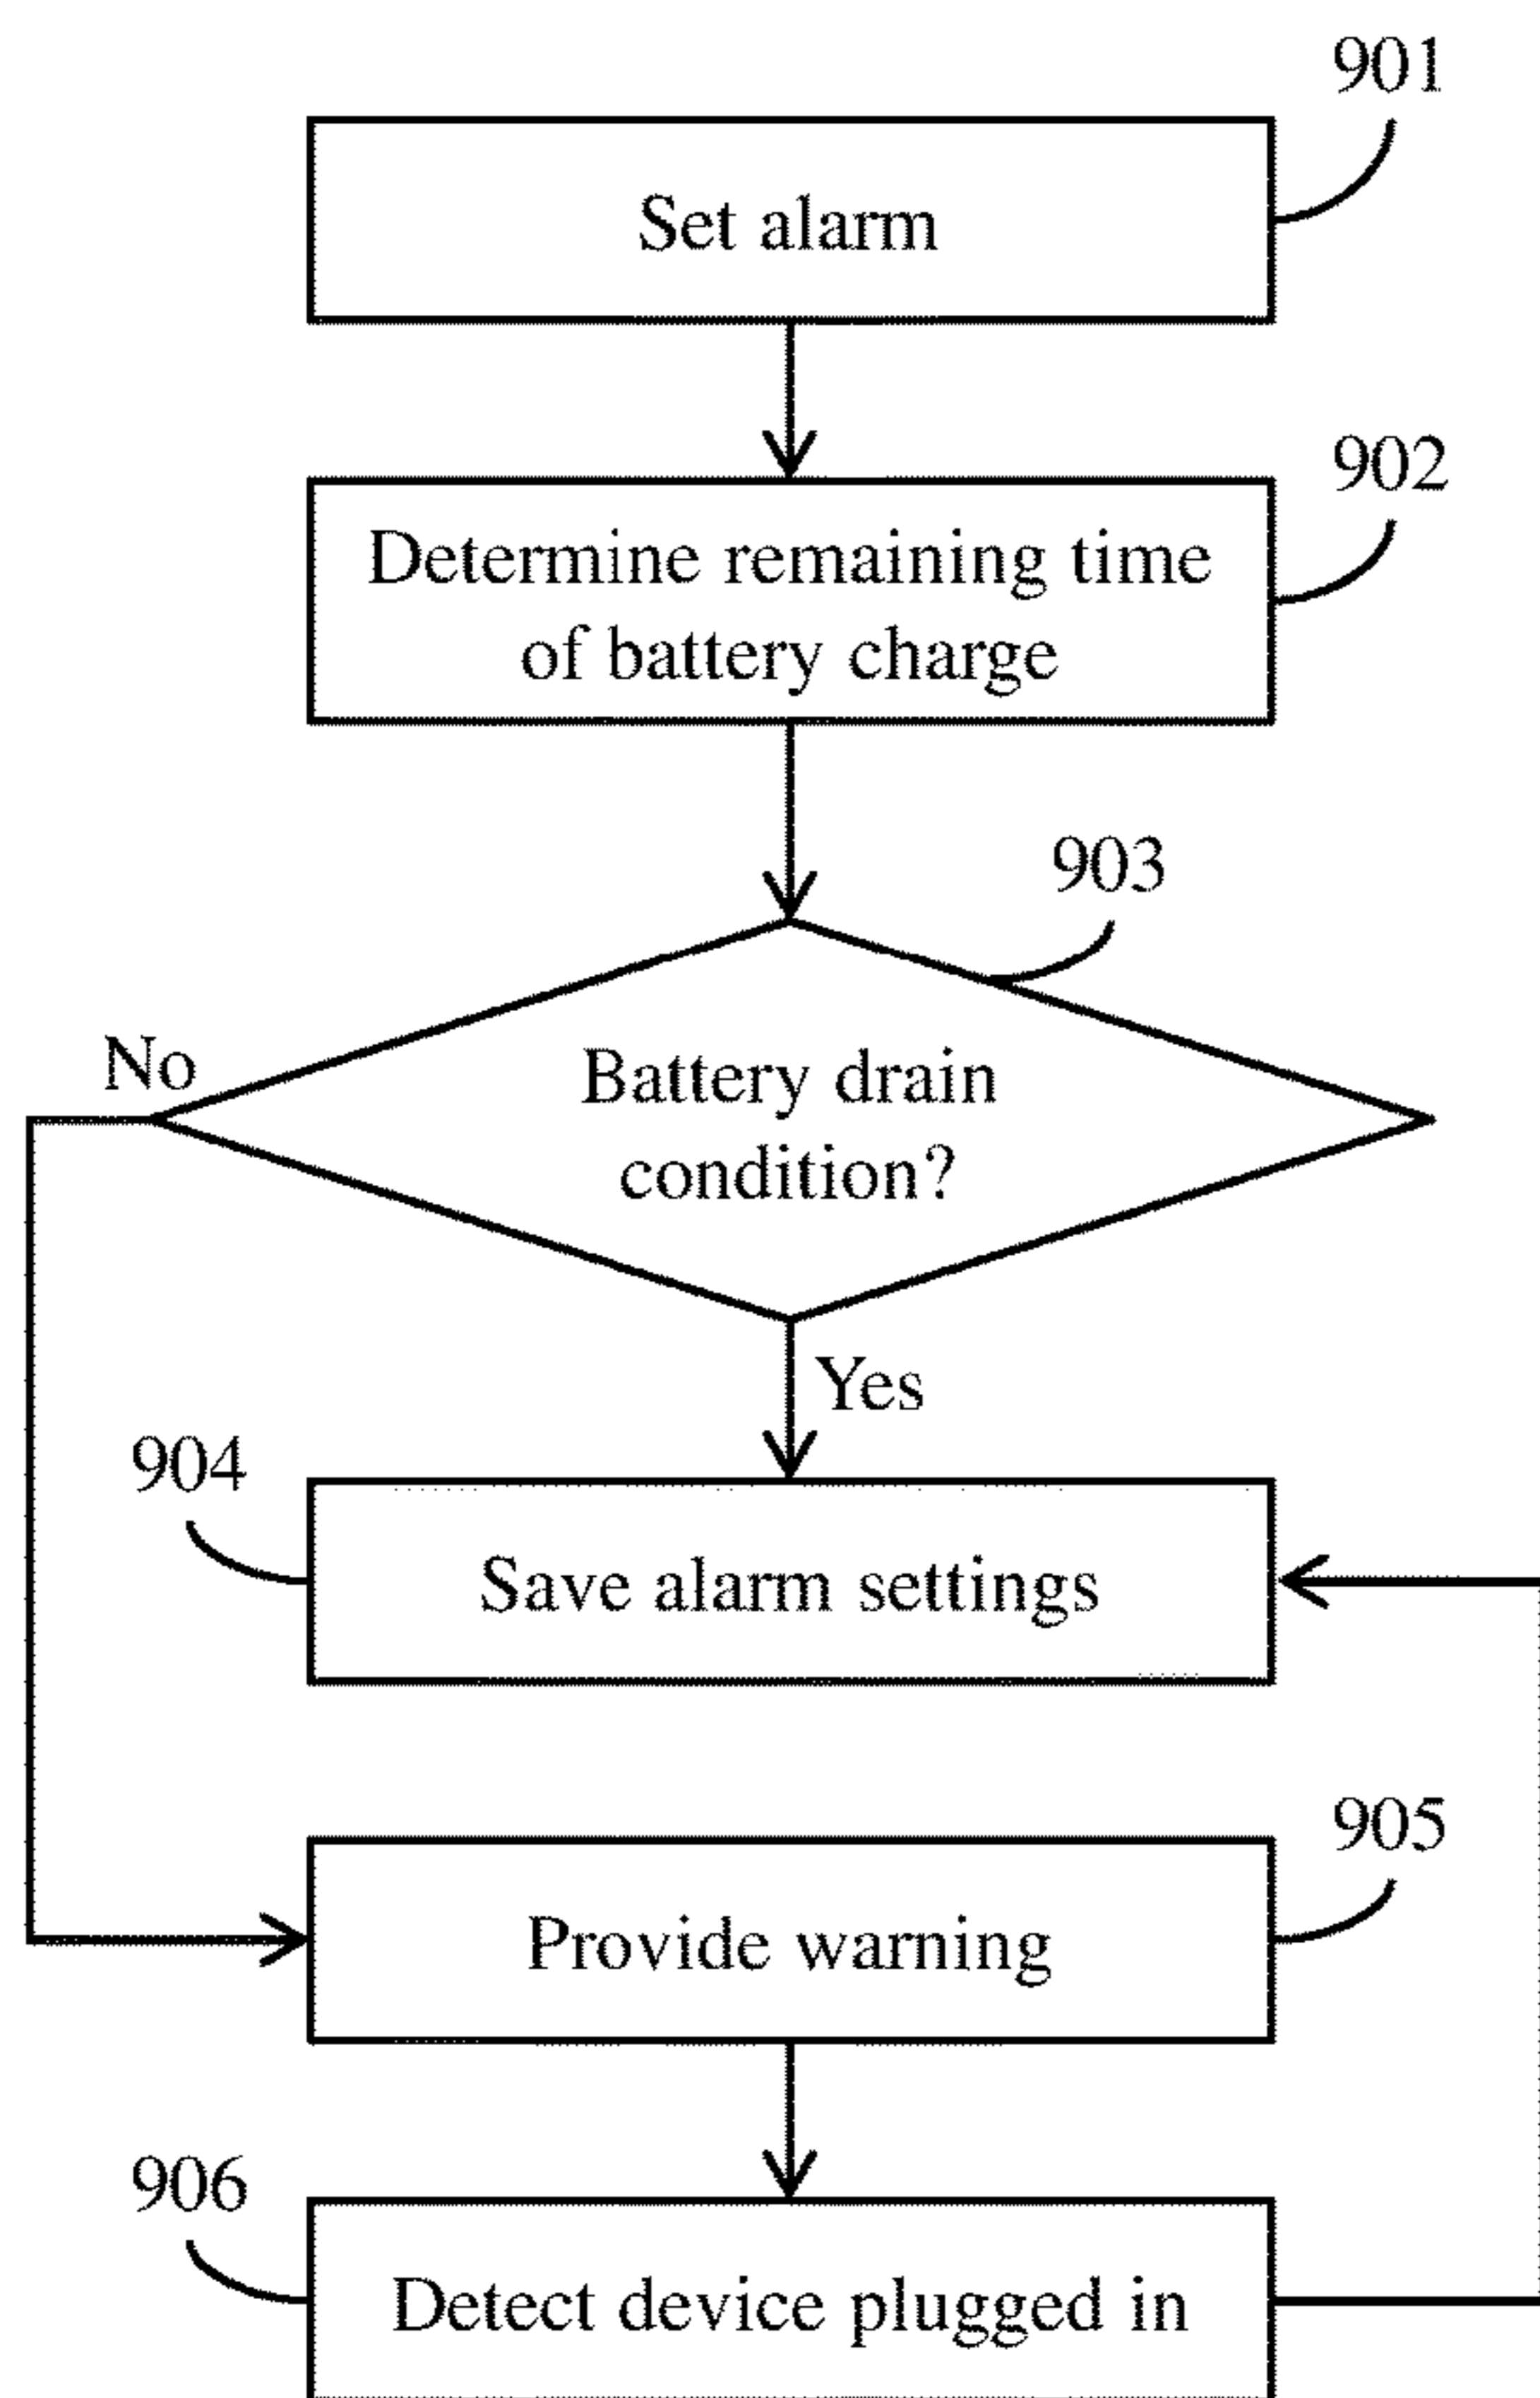 901
Set alarm
902
Determine remaining time
of battery charge
903
No
Battery drain
condition?
Yes
904
Save alarm settings
905
Provide warning
906
Detect device plugged in